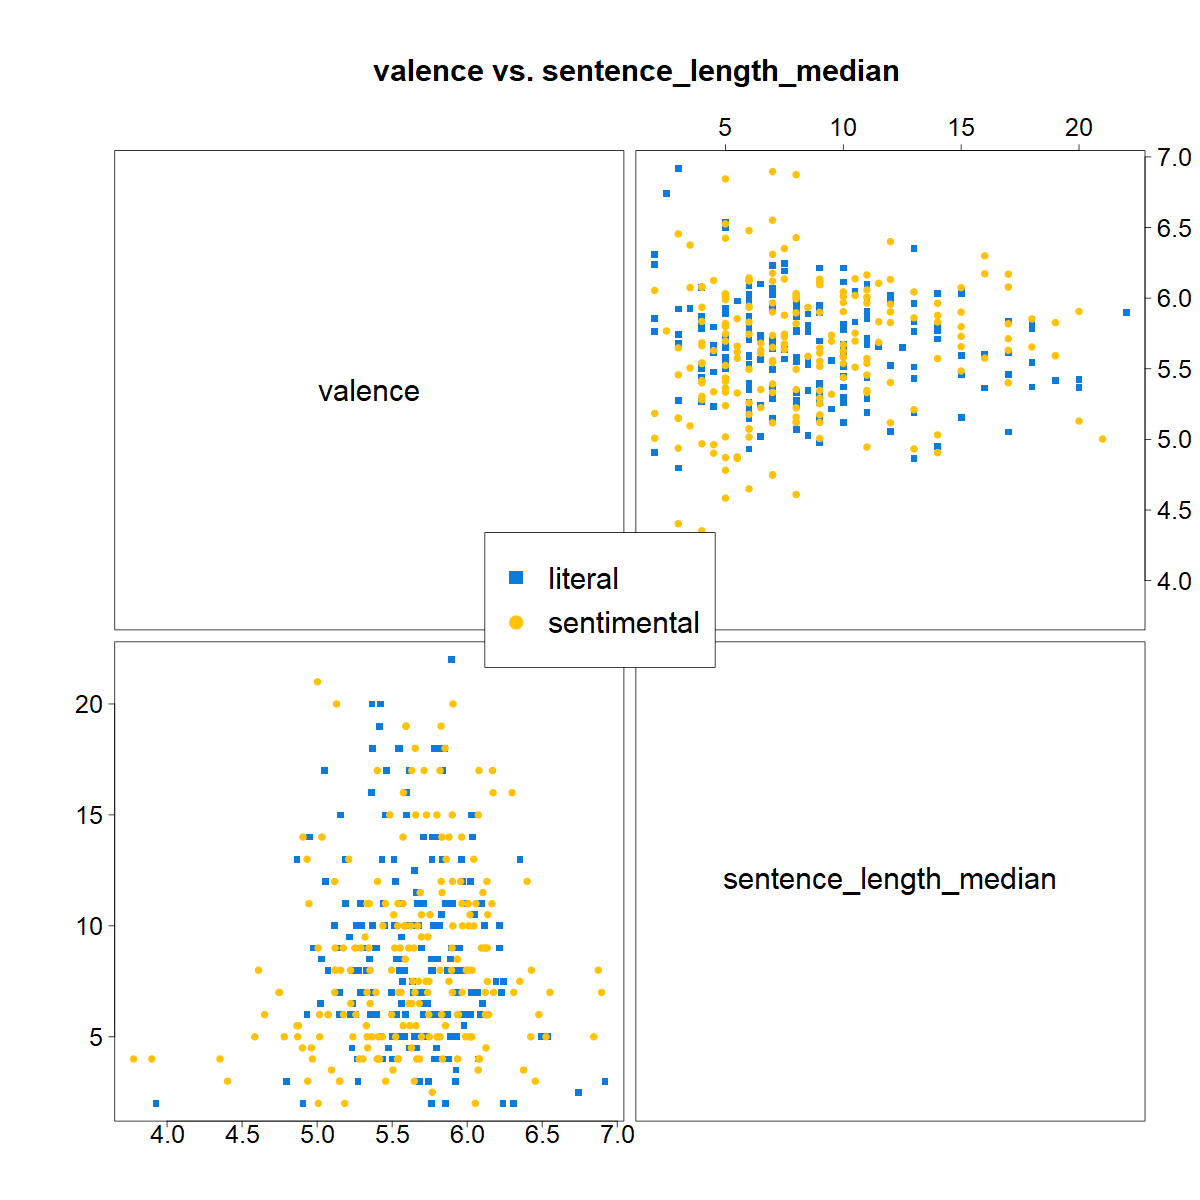 valence vs. sentence_length_median
5 10 15 20
7.0
6.5
6.0
5.5
5.0
4.5
4.0
valence
literal
sentimental
20
15
10
5
sentence_length_median
4.0 4.5 5.0 5.5 6.0 6.5 7.0